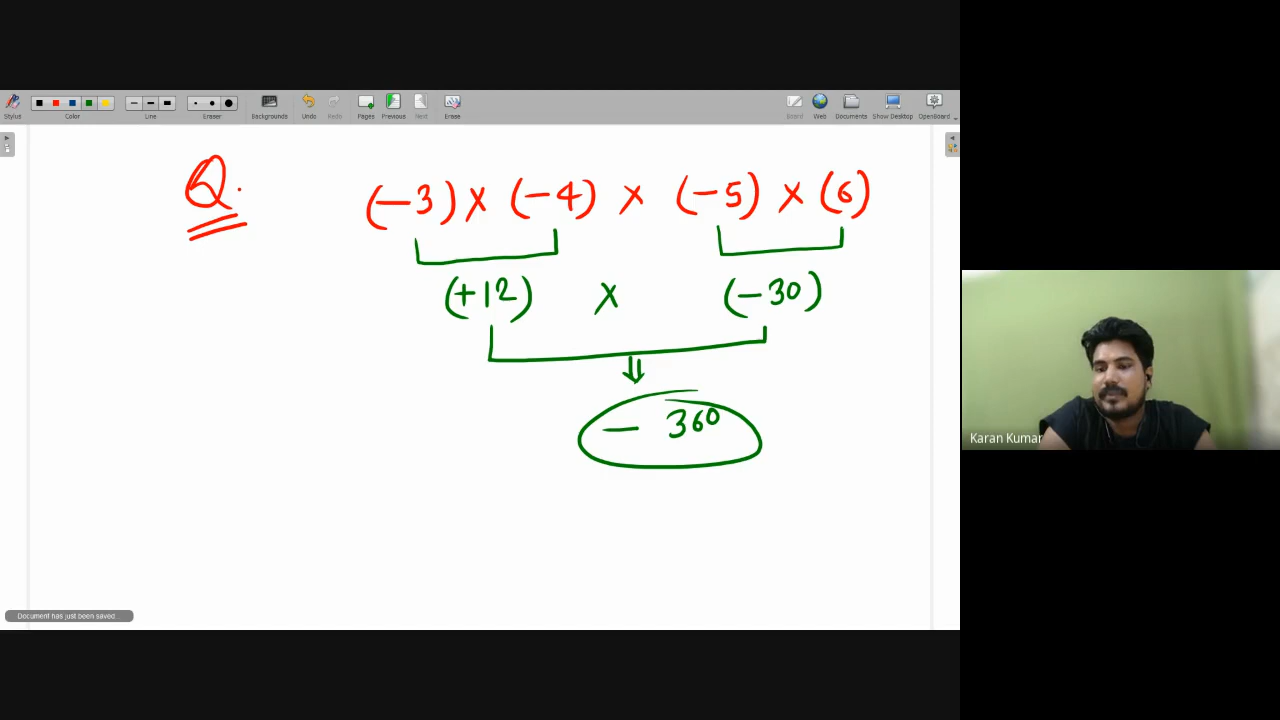 Stylus Color Line Eraser Backgrounds Undo Redo Pages Previous Next Erase Board Web Documents Show Desktop OpenBoard
Q. (-3) × (-4) × (-5) × (6)
(+12) × (-30)
⇓
- 360
Karan Kumar
Document has just been saved